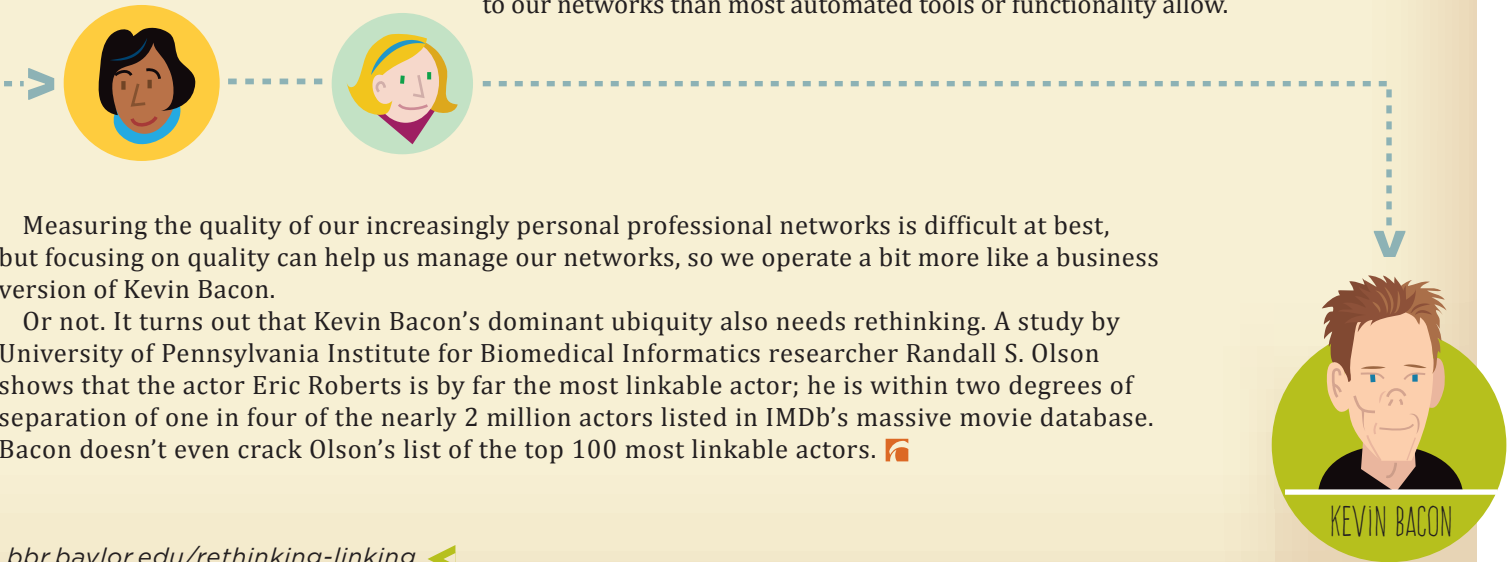 to our networks than most automated tools or functionality allow.
Measuring the quality of our increasingly personal professional networks is difficult at best,
but focusing on quality can help us manage our networks, so we operate a bit more like a business
version of Kevin Bacon.
Or not. It turns out that Kevin Bacon’s dominant ubiquity also needs rethinking. A study by
University of Pennsylvania Institute for Biomedical Informatics researcher Randall S. Olson
shows that the actor Eric Roberts is by far the most linkable actor; he is within two degrees of
separation of one in four of the nearly 2 million actors listed in IMDb’s massive movie database.
Bacon doesn’t even crack Olson’s list of the top 100 most linkable actors.
KEViN BACON
bbr.baylor.edu/rethinking-linking